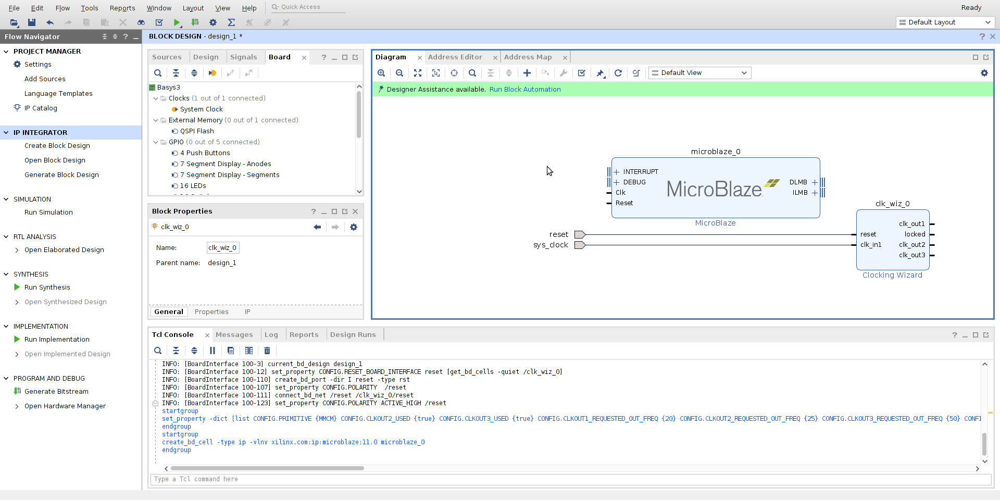 File Edit Flow Tools Reports Window Layout View Help Quick Access Ready
Default Layout
Flow Navigator
PROJECT MANAGER
Settings
Add Sources
Language Templates
IP Catalog
IP INTEGRATOR
Create Block Design
Open Block Design
Generate Block Design
SIMULATION
Run Simulation
RTL ANALYSIS
Open Elaborated Design
SYNTHESIS
Run Synthesis
Open Synthesized Design
IMPLEMENTATION
Run Implementation
Open Implemented Design
PROGRAM AND DEBUG
Generate Bitstream
Open Hardware Manager
BLOCK DESIGN - design_1 *
Sources Design Signals Board
Basys3
Clocks (1 out of 1 connected)
System Clock
External Memory (0 out of 1 connected)
QSPI Flash
GPIO (0 out of 5 connected)
4 Push Buttons
7 Segment Display - Anodes
7 Segment Display - Segments
16 LEDs
Block Properties
clk_wiz_0
Name: clk_wiz_0
Parent name: design_1
General Properties IP
Diagram Address Editor Address Map
Default View
Designer Assistance available. Run Block Automation
microblaze_0
INTERRUPT
DEBUG
Clk
Reset
MicroBlaze
DLMB
ILMB
MicroBlaze
reset
sys_clock
clk_wiz_0
reset
clk_in1
clk_out1
locked
clk_out2
clk_out3
Clocking Wizard
Tcl Console Messages Log Reports Design Runs
INFO: [BoardInterface 100-3] current_bd_design design_1
INFO: [BoardInterface 100-12] set_property CONFIG.RESET_BOARD_INTERFACE reset [get_bd_cells -quiet /clk_wiz_0]
INFO: [BoardInterface 100-110] create_bd_port -dir I reset -type rst
INFO: [BoardInterface 100-107] set_property CONFIG.POLARITY  /reset
INFO: [BoardInterface 100-111] connect_bd_net /reset /clk_wiz_0/reset
INFO: [BoardInterface 100-123] set_property CONFIG.POLARITY ACTIVE_HIGH /reset
startgroup
set_property -dict [list CONFIG.PRIMITIVE {MMCM} CONFIG.CLKOUT2_USED {true} CONFIG.CLKOUT3_USED {true} CONFIG.CLKOUT1_REQUESTED_OUT_FREQ {20} CONFIG.CLKOUT2_REQUESTED_OUT_FREQ {25} CONFIG.CLKOUT3_REQUESTED_OUT_FREQ {50} CONFI
endgroup
startgroup
create_bd_cell -type ip -vlnv xilinx.com:ip:microblaze:11.0 microblaze_0
endgroup
Type a Tcl command here